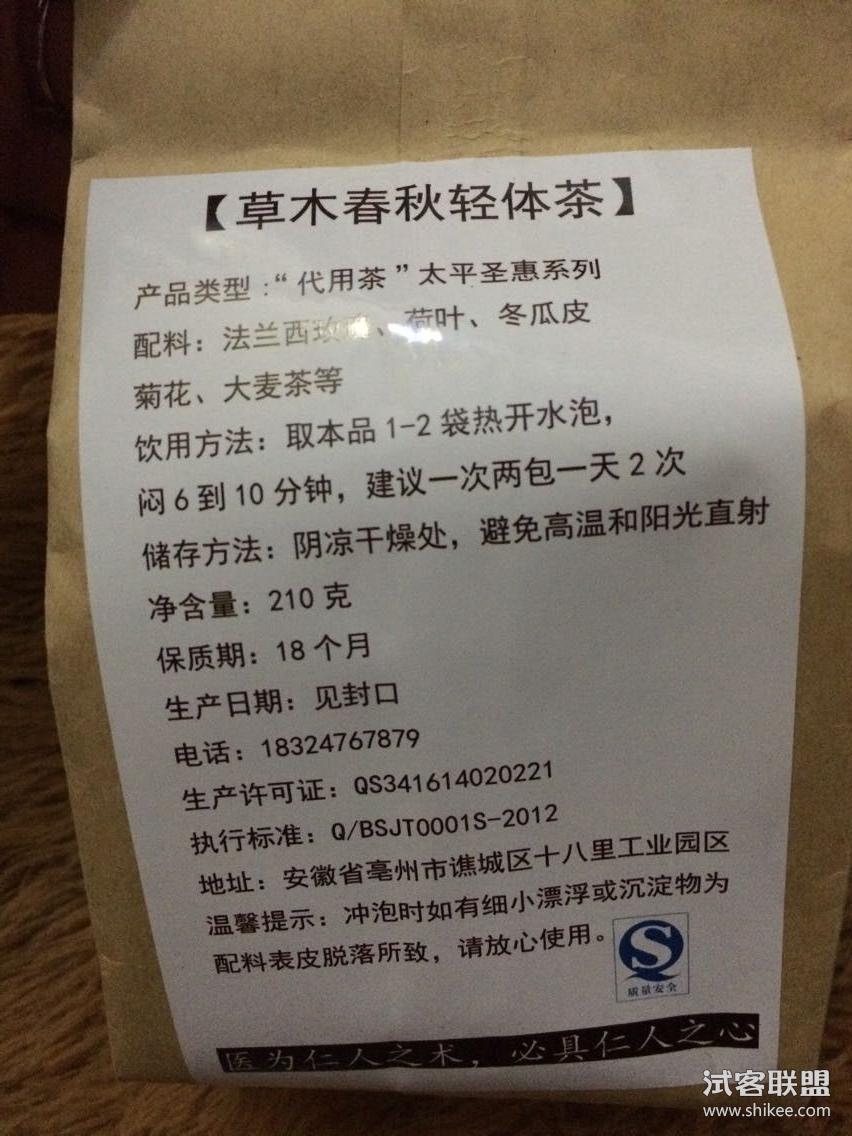 【草木春秋轻体茶】
产品类型:“代用茶”太平圣惠系列
配料：法兰西玫、荷叶、冬瓜皮
菊花、大麦茶等
饮用方法：取本品1-2袋热开水泡，
闷6到10分钟，建议一次两包一天2次
储存方法：阴凉干燥处，避免高温和阳光直射
净含量：210克
保质期：18个月
生产日期：见封口
电话：18324767879
生产许可证：QS341614020221
执行标准：Q/BSJT0001S-2012
地址：安徽省亳州市谯城区十八里工业园区
温馨提示：冲泡时如有细小漂浮或沉淀物为
配料表皮脱落所致，请放心使用。
质量安全
医为仁人之术，必具仁人之心
试客联盟
www.shikee.com